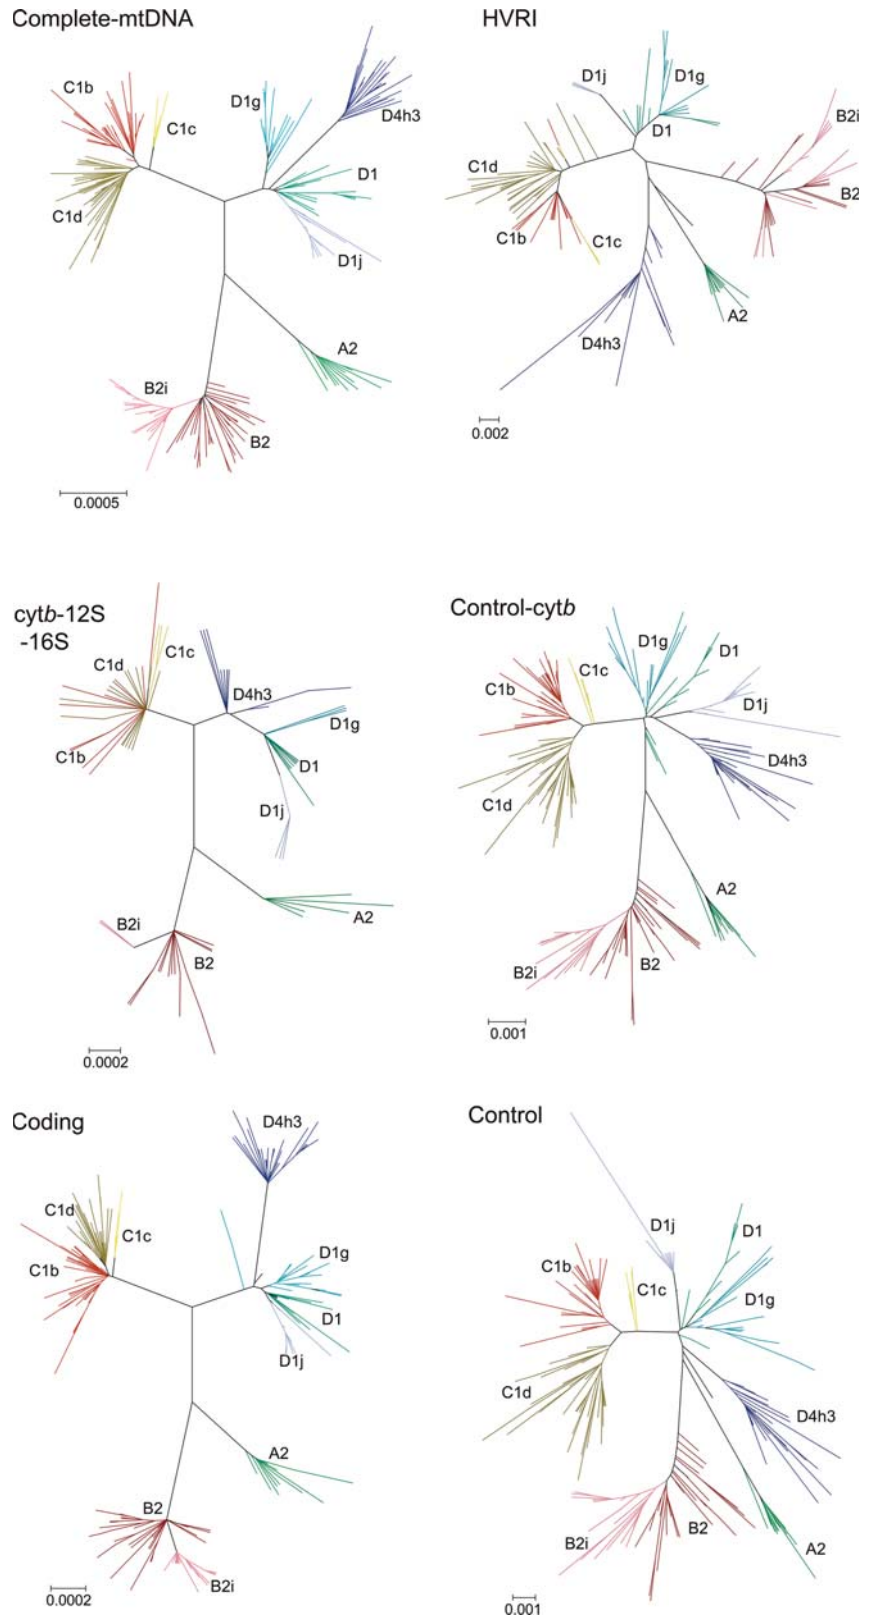 Complete-mtDNA
C1b
C1c
D1g
D4h3
D1
C1d
D1j
A2
B2i
B2
0.0005
HVRI
D1j
D1g
D1
B2i
C1d
B2
C1b
C1c
A2
D4h3
0.002
cytb-12S
-16S
C1d
C1c
D4h3
D1g
C1b
D1
D1j
B2i
A2
B2
0.0002
Control-cytb
D1g
D1
C1c
C1b
D1j
D4h3
C1d
A2
B2i
B2
0.001
Coding
D4h3
C1d
C1c
C1b
D1g
D1
D1j
A2
B2
B2i
0.0002
Control
D1j
D1
C1b
C1c
D1g
C1d
D4h3
B2
B2i
A2
0.001